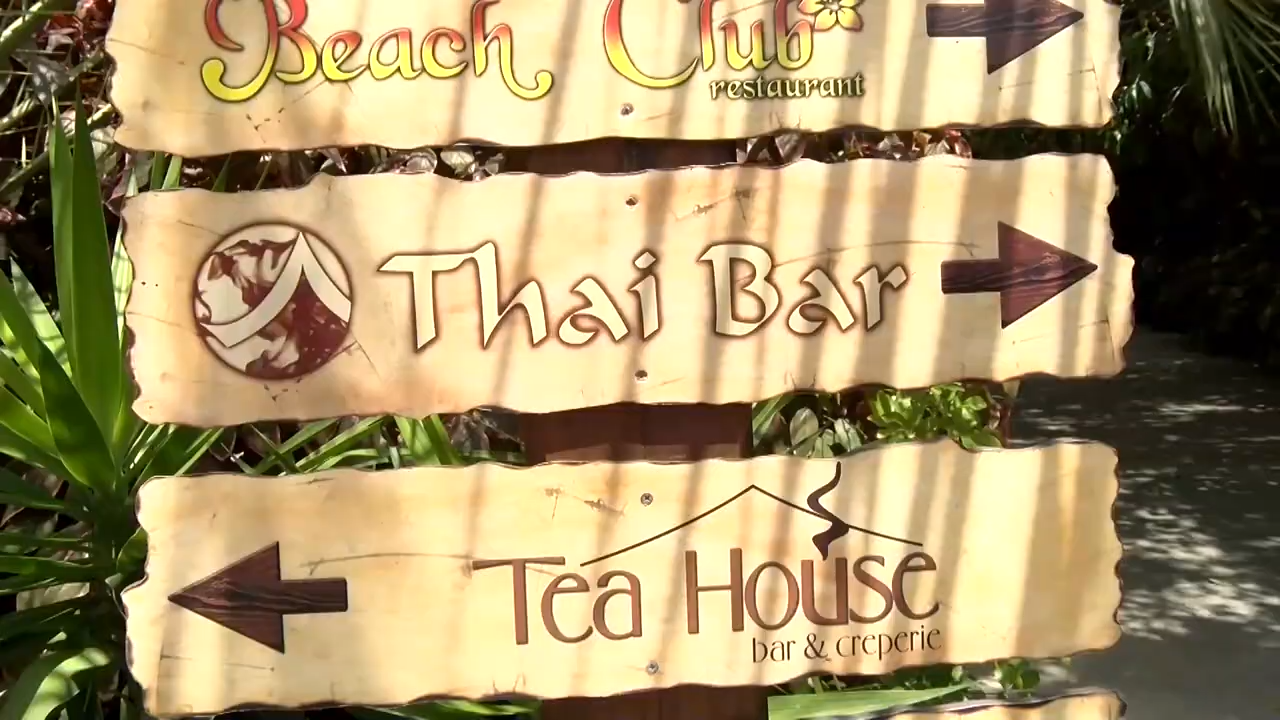 Beach Club
restaurant
Thai Bar
Tea House
bar & creperie